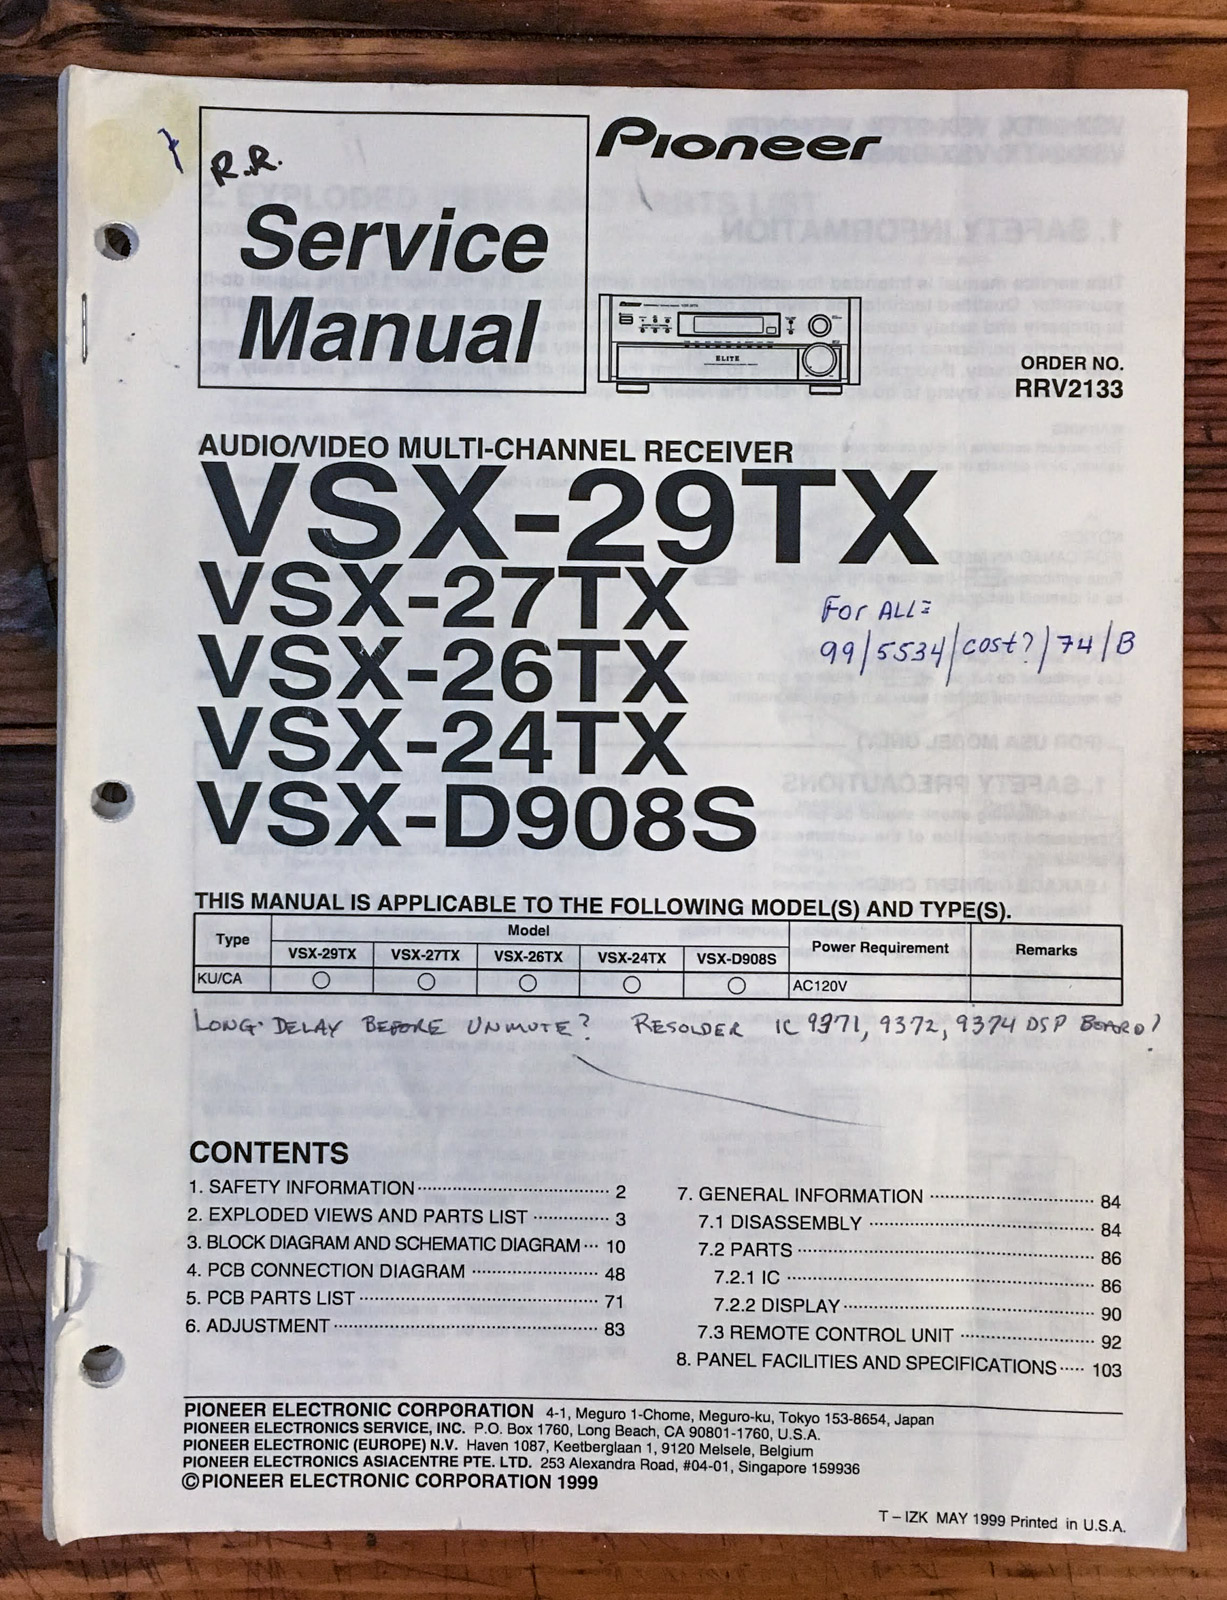 R.R.
Service
Manual
Pioneer
ELITE
ORDER NO.
RRV2133
AUDIO/VIDEO MULTI-CHANNEL RECEIVER
VSX-29TX
VSX-27TX
VSX-26TX
VSX-24TX
VSX-D908S
For ALL:
99/5534/cost?/74/B
THIS MANUAL IS APPLICABLE TO THE FOLLOWING MODEL(S) AND TYPE(S).
Type Model Power Requirement Remarks
VSX-29TX VSX-27TX VSX-26TX VSX-24TX VSX-D908S
KU/CA ○ ○ ○ ○ ○ AC120V
LONG DELAY BEFORE UNMUTE? RESOLDER IC 9371, 9372, 9374 DSP BOARD?
CONTENTS
1. SAFETY INFORMATION 2
2. EXPLODED VIEWS AND PARTS LIST 3
3. BLOCK DIAGRAM AND SCHEMATIC DIAGRAM 10
4. PCB CONNECTION DIAGRAM 48
5. PCB PARTS LIST 71
6. ADJUSTMENT 83
7. GENERAL INFORMATION 84
7.1 DISASSEMBLY 84
7.2 PARTS 86
7.2.1 IC 86
7.2.2 DISPLAY 90
7.3 REMOTE CONTROL UNIT 92
8. PANEL FACILITIES AND SPECIFICATIONS 103
PIONEER ELECTRONIC CORPORATION 4-1, Meguro 1-Chome, Meguro-ku, Tokyo 153-8654, Japan
PIONEER ELECTRONICS SERVICE, INC. P.O. Box 1760, Long Beach, CA 90801-1760, U.S.A.
PIONEER ELECTRONIC (EUROPE) N.V. Haven 1087, Keetberglaan 1, 9120 Melsele, Belgium
PIONEER ELECTRONICS ASIACENTRE PTE. LTD. 253 Alexandra Road, #04-01, Singapore 159936
©PIONEER ELECTRONIC CORPORATION 1999
T – IZK MAY 1999 Printed in U.S.A.